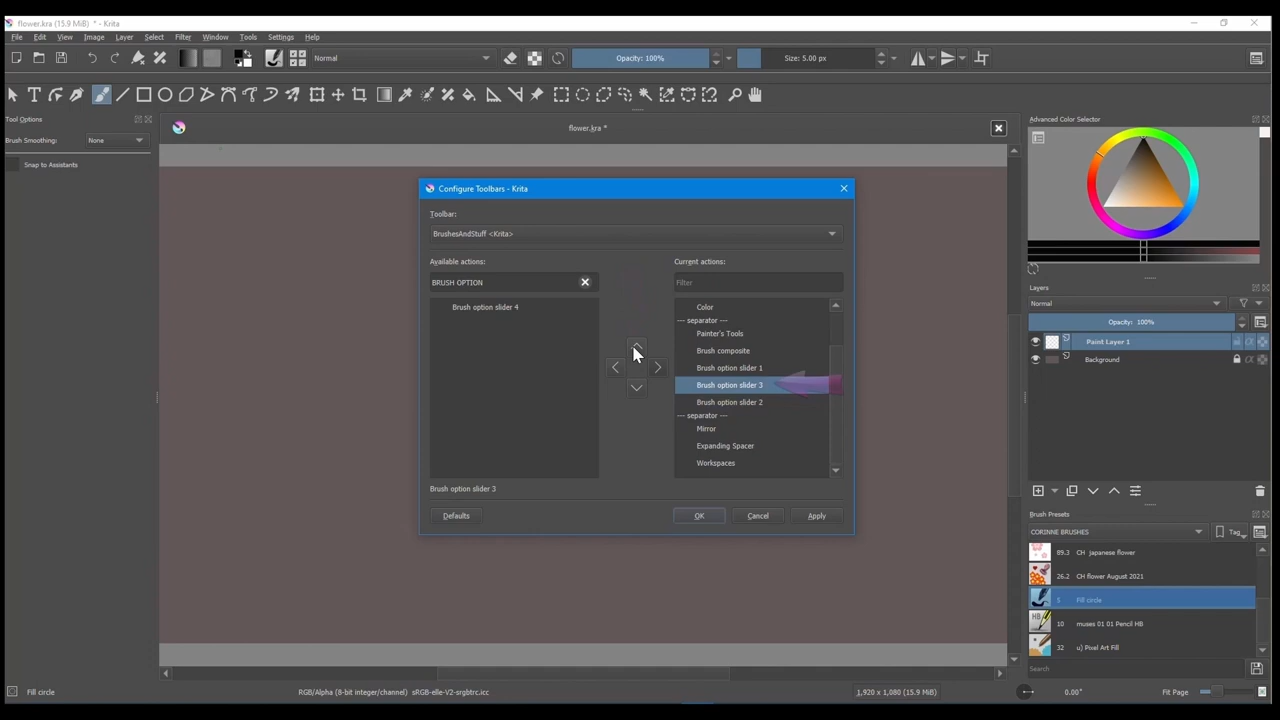 flower.kra (15.9 MiB) * - Krita
File Edit View Image Layer Select Filter Window Tools Settings Help
Normal
Opacity: 100%
Size: 5.00 px
Tool Options
flower.kra *
Advanced Color Selector
Brush Smoothing: None
Snap to Assistants
Configure Toolbars - Krita
Toolbar:
BrushesAndStuff <Krita>
Available actions:
BRUSH OPTION
Brush option slider 4
Current actions:
Filter
Color
--- separator ---
Painter's Tools
Brush composite
Brush option slider 1
Brush option slider 3
Brush option slider 2
--- separator ---
Mirror
Expanding Spacer
Workspaces
Brush option slider 3
Defaults
OK
Cancel
Apply
Layers
Normal
Opacity: 100%
Paint Layer 1
Background
Brush Presets
CORINNE BRUSHES
Tag
89.3 CH japanese flower
26.2 CH flower August 2021
5 Fill circle
HB
10 muses 01 01 Pencil HB
32 u) Pixel Art Fill
Search
Fill circle
RGB/Alpha (8-bit integer/channel) sRGB-elle-V2-srgbtrc.icc
1,920 x 1,080 (15.9 MiB)
0.00°
Fit Page